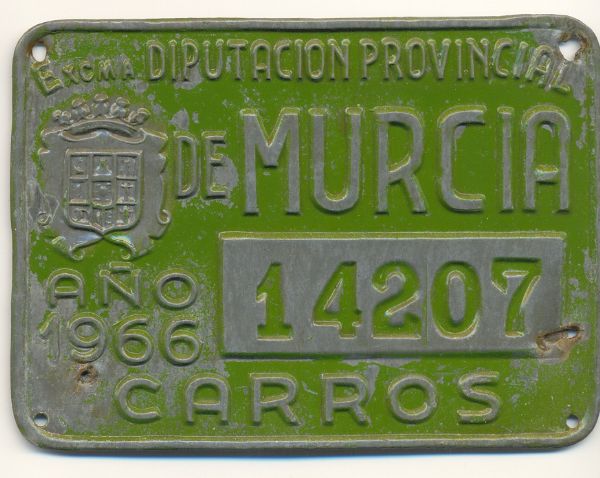 EXCMA DIPUTACION PROVINCIAL
DE MURCIA
14207
AÑO
1966
CARROS